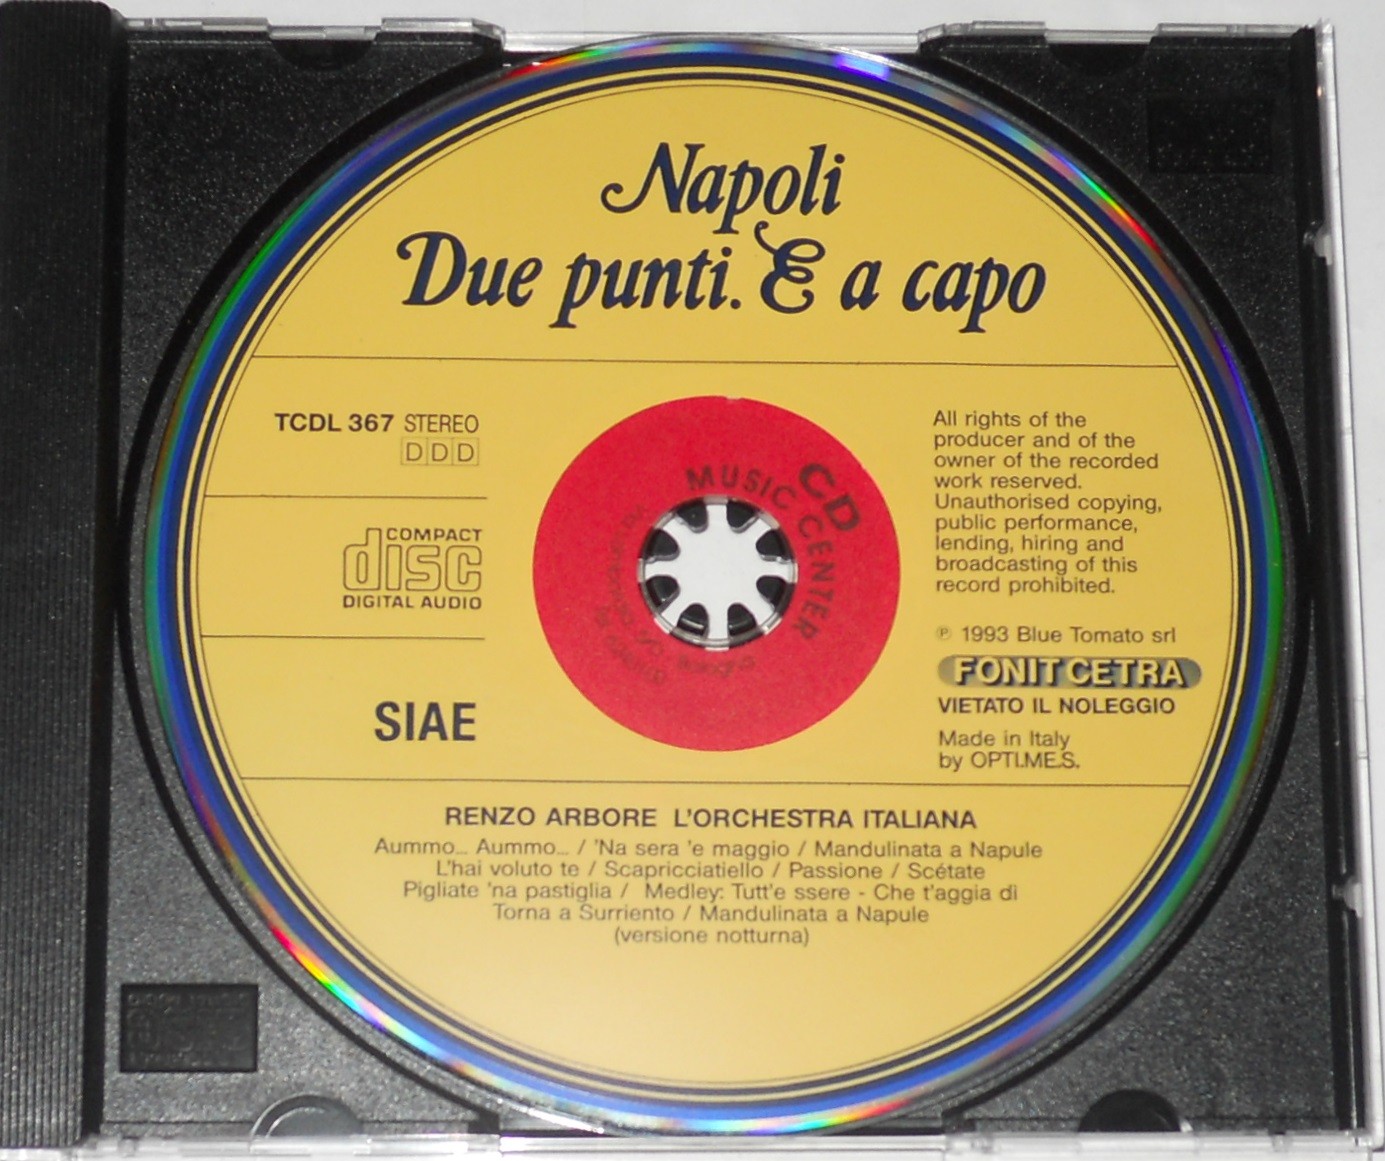 Napoli
Due punti. E a capo
TCDL 367 STEREO
DDD
COMPACT
disc
DIGITAL AUDIO
SIAE
CD
MUSIC CENTER
All rights of the
producer and of the
owner of the recorded
work reserved.
Unauthorised copying,
public performance,
lending, hiring and
broadcasting of this
record prohibited.
℗ 1993 Blue Tomato srl
FONIT CETRA
VIETATO IL NOLEGGIO
Made in Italy
by OPTI.ME.S.
RENZO ARBORE L'ORCHESTRA ITALIANA
Aummo... Aummo... / 'Na sera 'e maggio / Mandulinata a Napule
L'hai voluto te / Scapricciatiello / Passione / Scétate
Pigliate 'na pastiglia / Medley: Tutt'e ssere - Che t'aggia dì
Torna a Surriento / Mandulinata a Napule
(versione notturna)